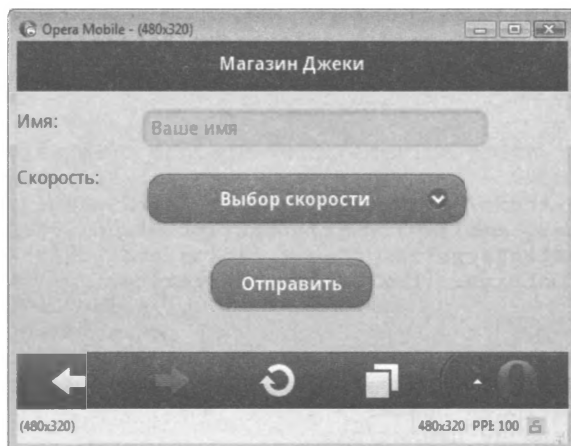 Opera Mobile - (480x320)
Магазин Джеки
Имя:
Ваше имя
Скорость:
Выбор скорости
Отправить
(480x320)
480x320 PPI: 100